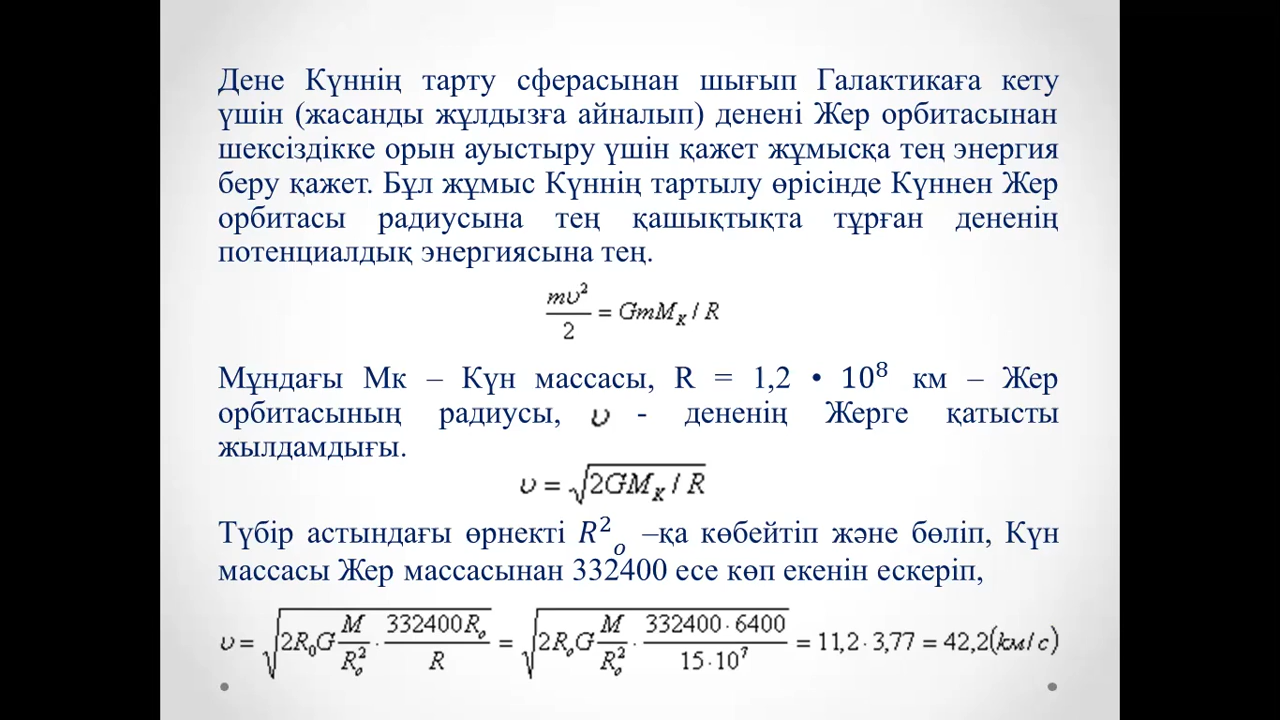 Дене Күннің тарту сферасынан шығып Галактикаға кету
үшін (жасанды жұлдызға айналып) денені Жер орбитасынан
шексіздікке орын ауыстыру үшін қажет жұмысқа тең энергия
беру қажет. Бұл жұмыс Күннің тартылу өрісінде Күннен Жер
орбитасы радиусына тең қашықтықта тұрған дененің
потенциалдық энергиясына тең.
mυ²/2 = GmM_K / R
Мұндағы Мк – Күн массасы, R = 1,2 • 10⁸ км – Жер
орбитасының радиусы, υ - дененің Жерге қатысты
жылдамдығы.
υ = √(2GM_K / R)
Түбір астындағы өрнекті R²_o –қа көбейтіп және бөліп, Күн
массасы Жер массасынан 332400 есе көп екенін ескеріп,
υ = √(2R₀G M/R_o² · 332400R_o/R) = √(2R_oG M/R_o² · 332400·6400/15·10⁷) = 11,2·3,77 = 42,2(км/с)